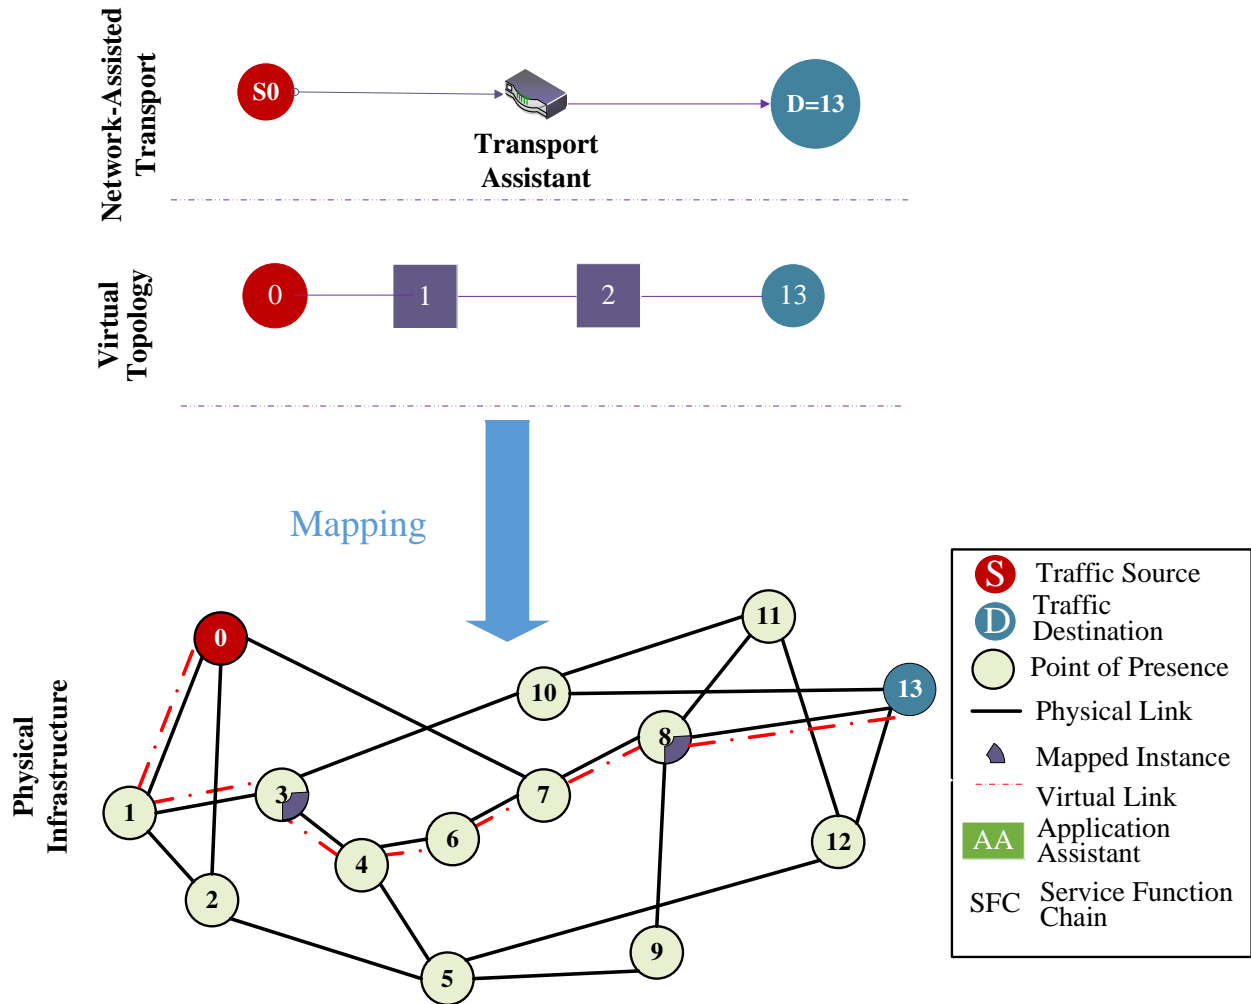 Network-Assisted
Transport
S0
D=13
Transport
Assistant
Virtual
Topology
0
1
2
13
Mapping
Physical
Infrastructure
0
11
10
13
8
3
7
1
6
12
4
2
9
5
S Traffic Source
D Traffic
Destination
Point of Presence
Physical Link
Mapped Instance
Virtual Link
AA Application
Assistant
SFC Service Function
Chain